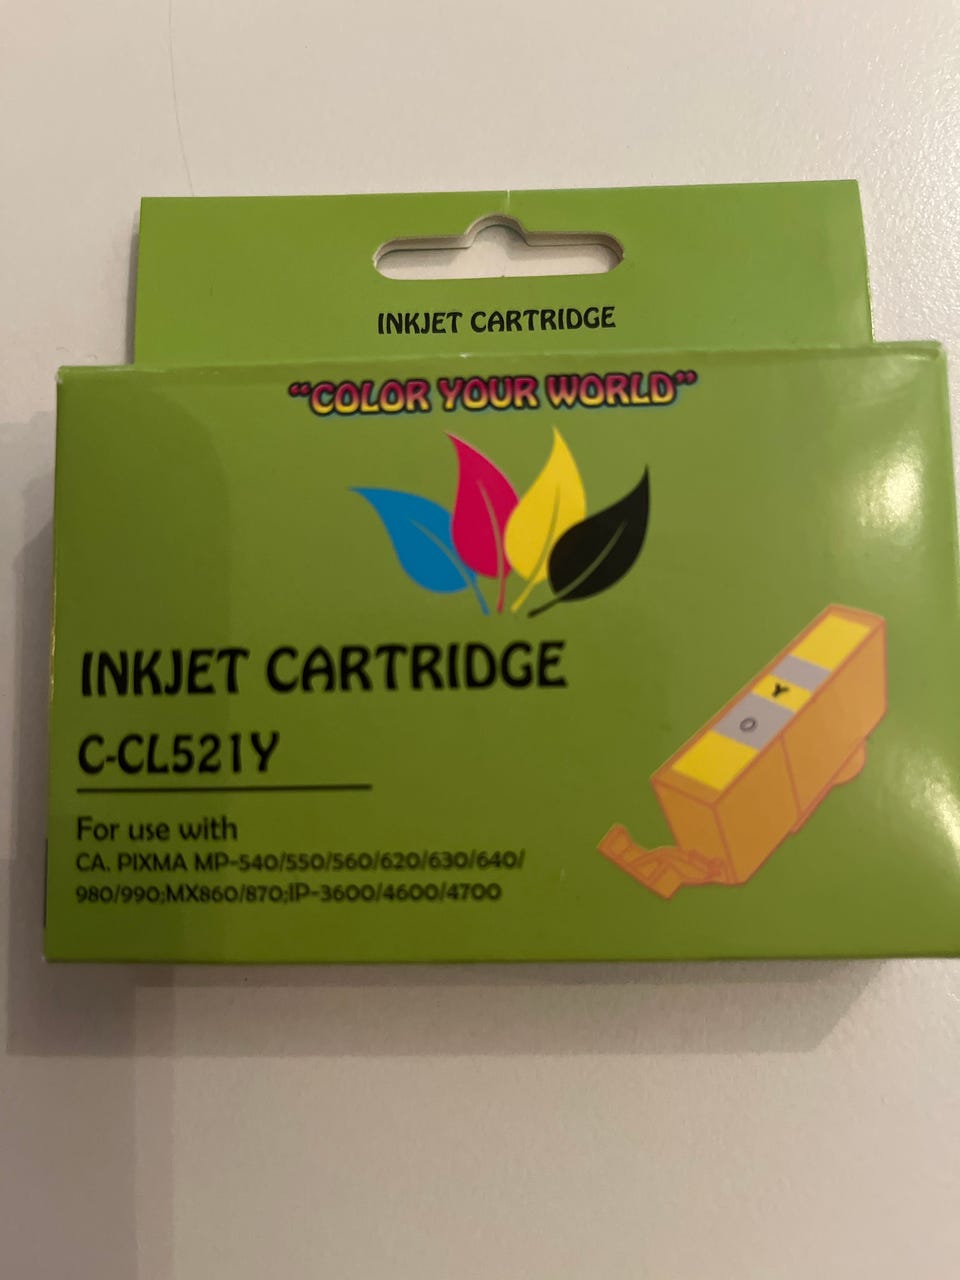 INKJET CARTRIDGE
“COLOR YOUR WORLD”
INKJET CARTRIDGE
C-CL521Y
Y
For use with
CA. PIXMA MP-540/550/560/620/630/640/
980/990;MX860/870;IP-3600/4600/4700